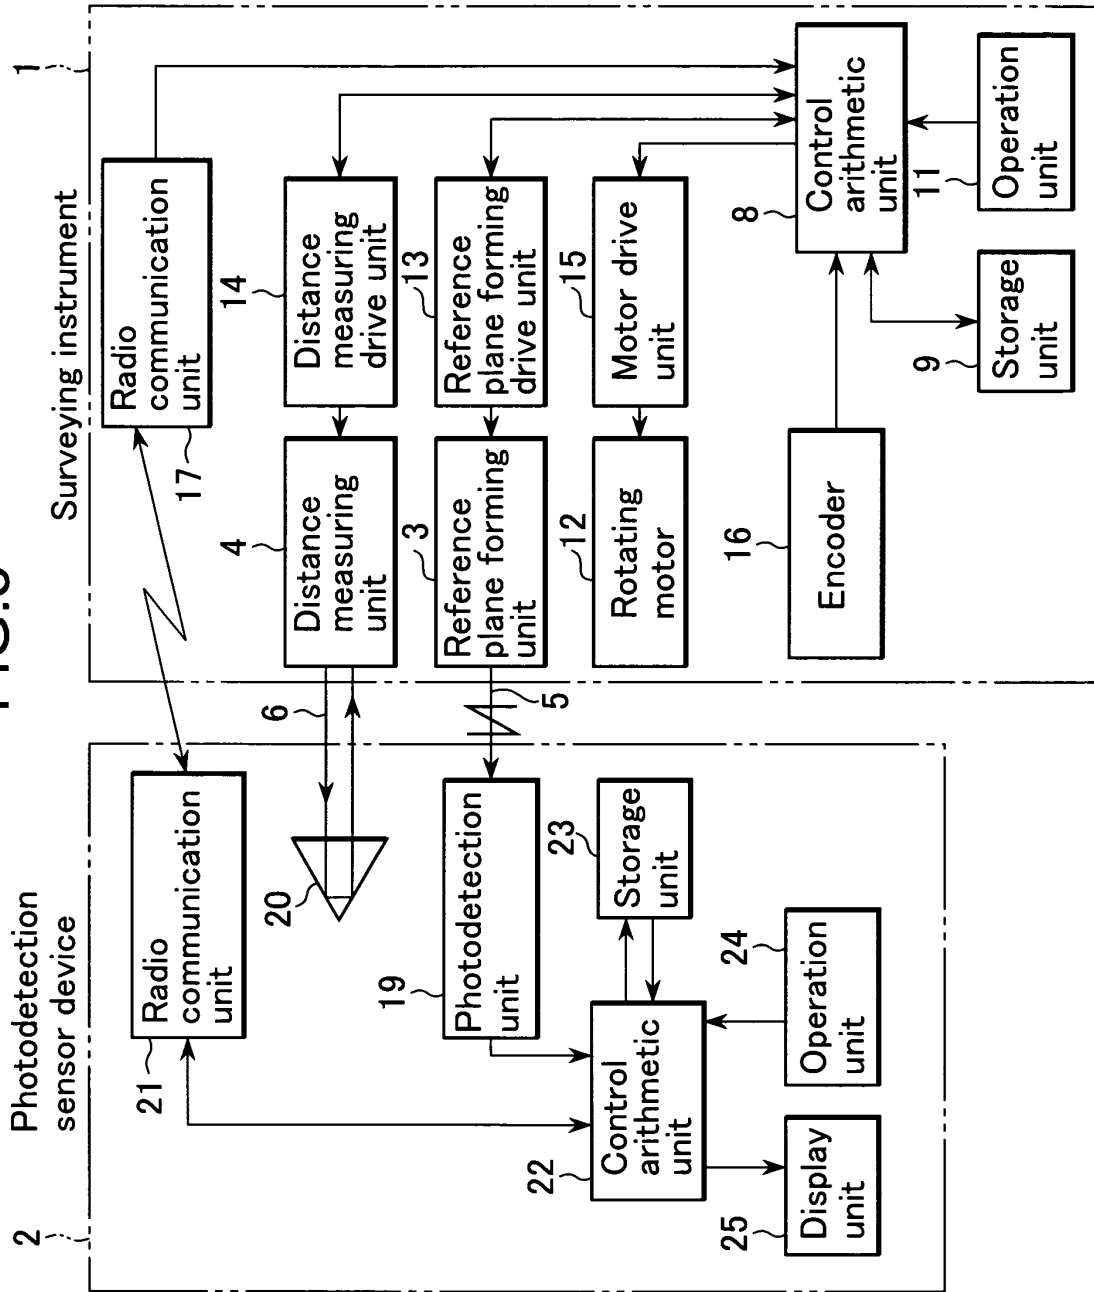 2
Photodetection
sensor device
Surveying instrument
1
21
Radio
communication
unit
Radio
communication
unit
17
20
6
4
Distance
measuring
unit
14
Distance
measuring
drive unit
19
Photodetection
unit
5
3
Reference
plane forming
unit
13
Reference
plane forming
drive unit
23
Storage
unit
12
Rotating
motor
15
Motor drive
unit
22
Control
arithmetic
unit
25
Display
unit
24
Operation
unit
16
Encoder
8
Control
arithmetic
unit
9
Storage
unit
11
Operation
unit